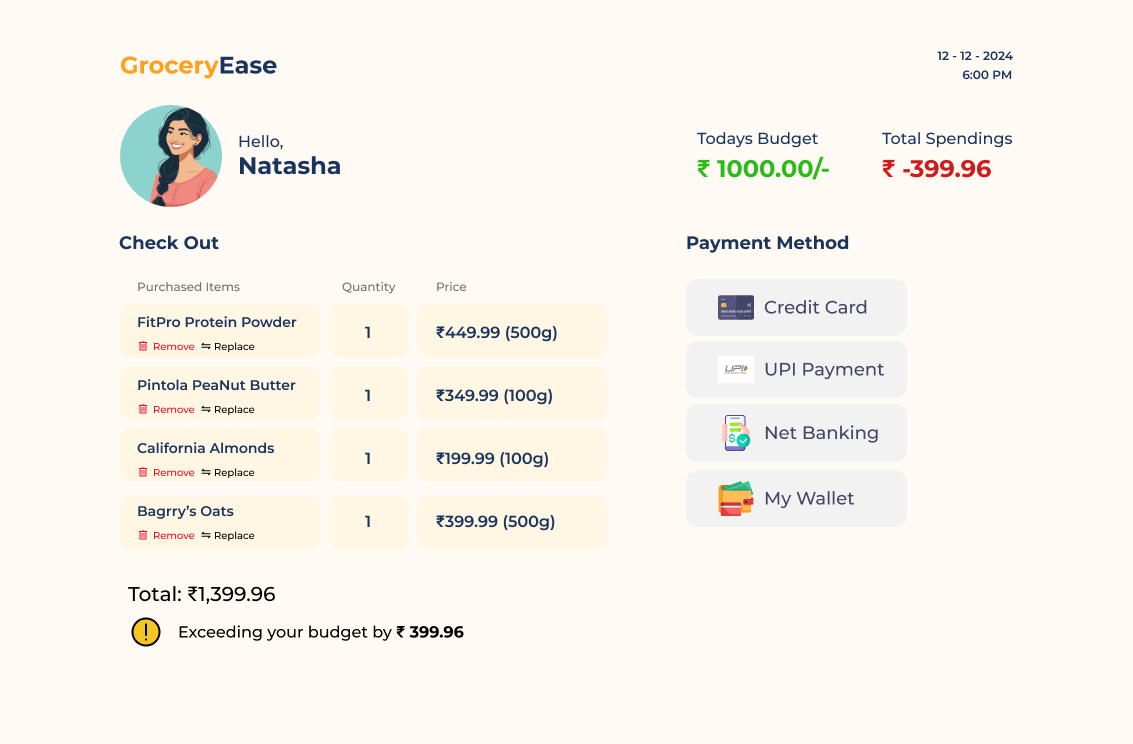 GroceryEase
12 - 12 - 2024
6:00 PM
Hello,
Natasha
Todays Budget
₹ 1000.00/-
Total Spendings
₹ -399.96
Check Out
Payment Method
Purchased Items Quantity Price
FitPro Protein Powder 1 ₹449.99 (500g)
Remove Replace
Pintola PeaNut Butter 1 ₹349.99 (100g)
Remove Replace
California Almonds 1 ₹199.99 (100g)
Remove Replace
Bagrry’s Oats 1 ₹399.99 (500g)
Remove Replace
Credit Card
UPI UPI Payment
Net Banking
My Wallet
Total: ₹1,399.96
Exceeding your budget by ₹ 399.96